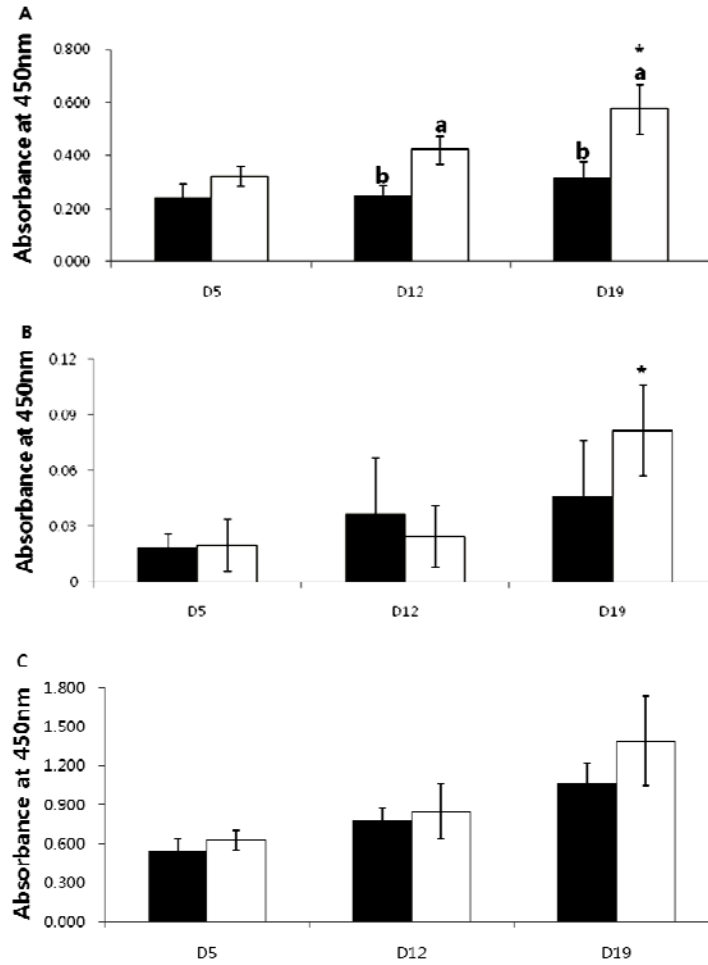 A
Absorbance at 450nm
0.800
*
a
0.600
a
0.400
b
b
0.200
0.000
D5 D12 D19
B
Absorbance at 450nm
0.12
*
0.09
0.06
0.03
0
D5 D12 D19
C
Absorbance at 450nm
1.800
1.500
1.200
0.900
0.600
0.300
0.000
D5 D12 D19